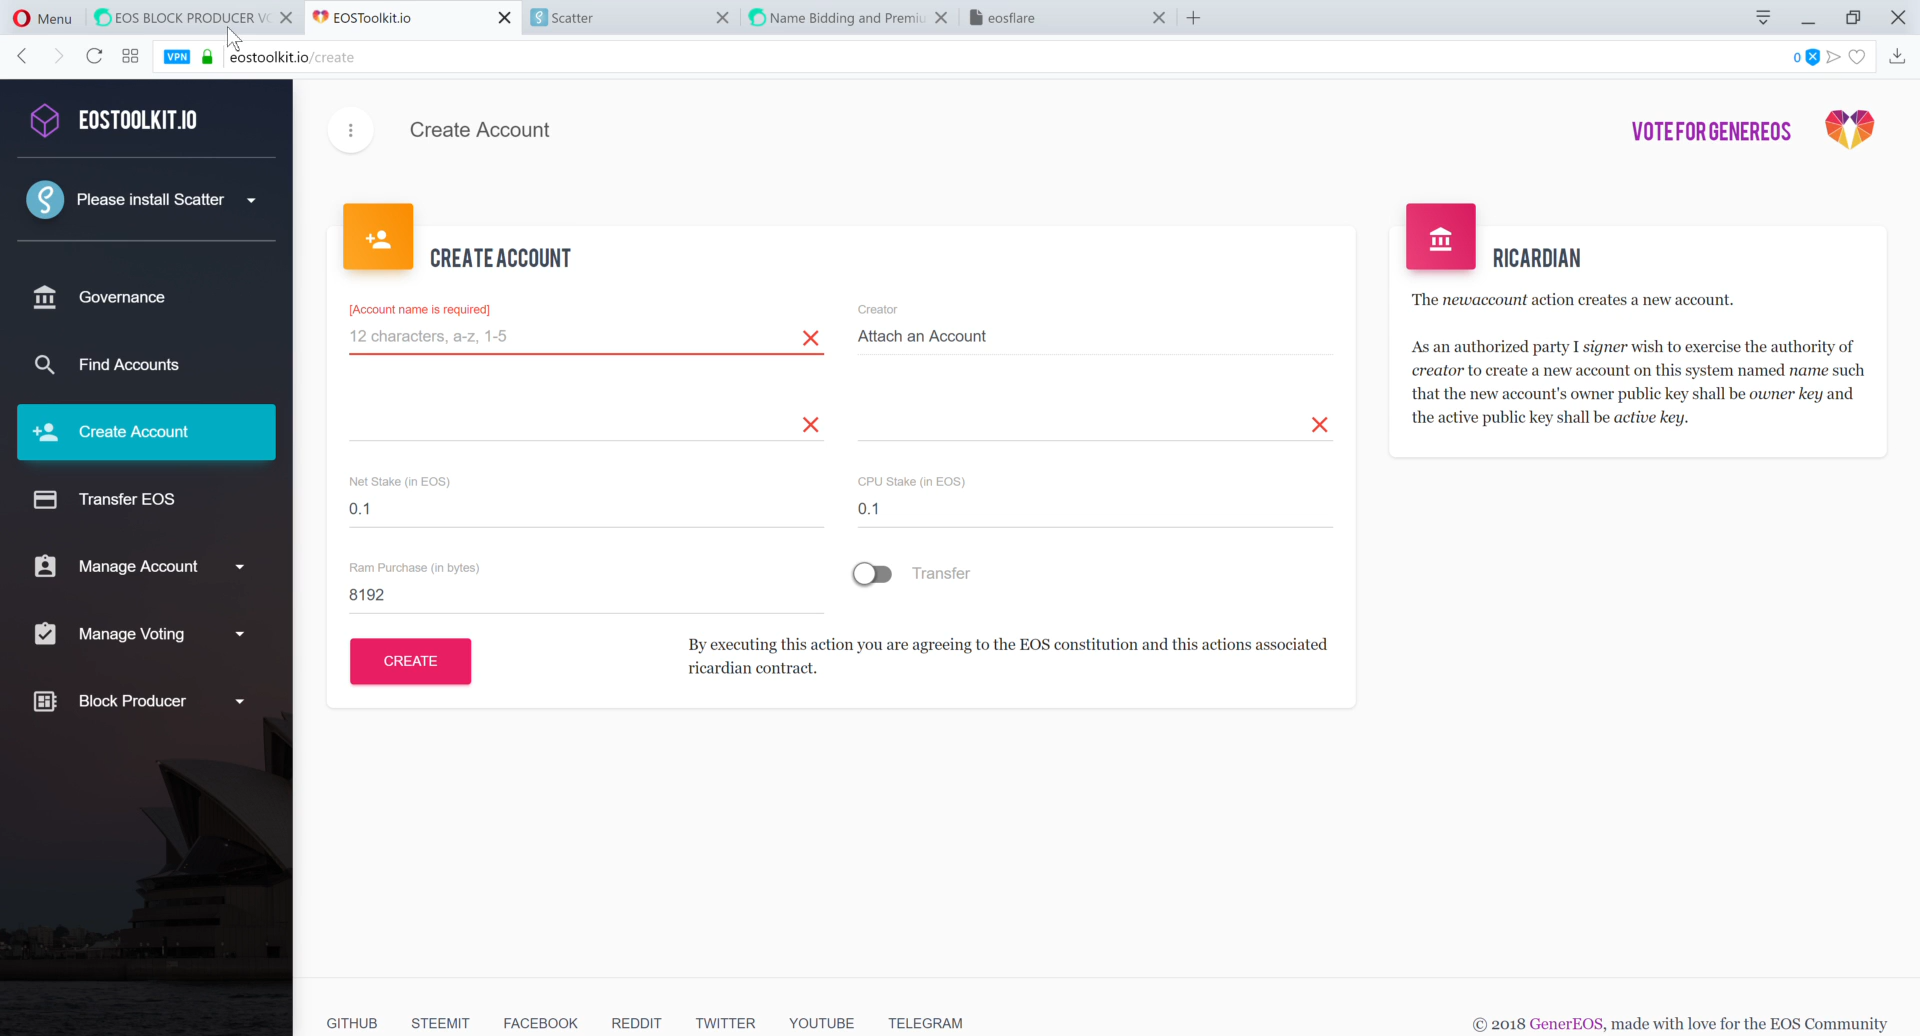 Menu
EOS BLOCK PRODUCER VO
EOSToolkit.io
Scatter
Name Bidding and Premiu
eosflare
VPN
eostoolkit.io/create
0
EOSTOOLKIT.IO
Create Account
VOTE FOR GENEREOS
Please install Scatter
Governance
Find Accounts
Create Account
Transfer EOS
Manage Account
Manage Voting
Block Producer
CREATE ACCOUNT
[Account name is required]
12 characters, a-z, 1-5
Creator
Attach an Account
Net Stake (in EOS)
0.1
CPU Stake (in EOS)
0.1
Ram Purchase (in bytes)
8192
Transfer
CREATE
By executing this action you are agreeing to the EOS constitution and this actions associated
ricardian contract.
RICARDIAN
The newaccount action creates a new account.
As an authorized party I signer wish to exercise the authority of
creator to create a new account on this system named name such
that the new account's owner public key shall be owner key and
the active public key shall be active key.
GITHUB
STEEMIT
FACEBOOK
REDDIT
TWITTER
YOUTUBE
TELEGRAM
© 2018 GenerEOS, made with love for the EOS Community